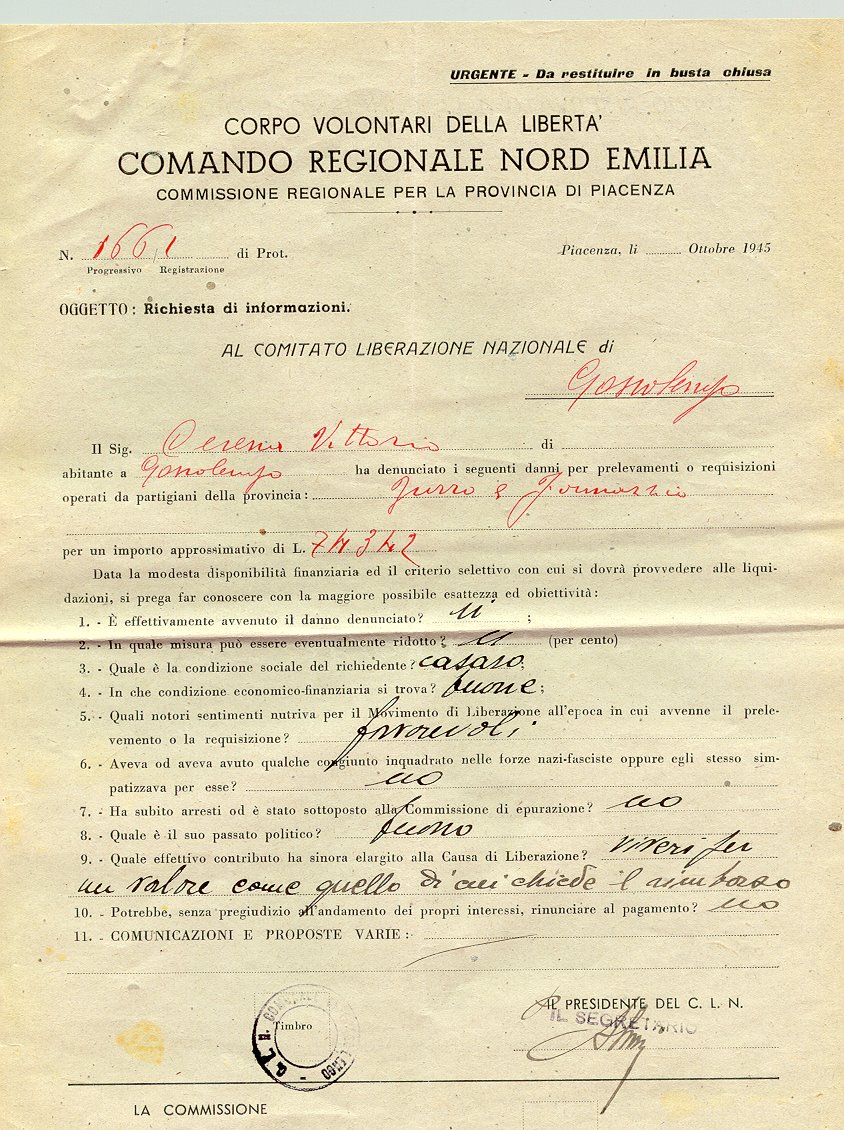 URGENTE - Da restituire in busta chiusa
CORPO VOLONTARI DELLA LIBERTA'
COMANDO REGIONALE NORD EMILIA
COMMISSIONE REGIONALE PER LA PROVINCIA DI PIACENZA
N. 1661 di Prot.
Progressivo Registrazione
Piacenza, li Ottobre 1945
OGGETTO: Richiesta di informazioni.
AL COMITATO LIBERAZIONE NAZIONALE di
Gossolengo
Il Sig. Vittorio di
abitante a Gossolengo ha denunciato i seguenti danni per prelevamenti o requisizioni
operati da partigiani della provincia: Burro e Formaggio
per un importo approssimativo di L. 74342
Data la modesta disponibilità finanziaria ed il criterio selettivo con cui si dovrà provvedere alle liqui-
dazioni, si prega far conoscere con la maggiore possibile esattezza ed obiettività:
1. - È effettivamente avvenuto il danno denunciato? si ;
2. - In quale misura può essere eventualmente ridotto? (per cento)
3. - Quale è la condizione sociale del richiedente? casaro;
4. - In che condizione economico-finanziaria si trova? buone;
5. - Quali notori sentimenti nutriva per il Movimento di Liberazione all'epoca in cui avvenne il prele-
vemento o la requisizione? favorevoli
6. - Aveva od aveva avuto qualche congiunto inquadrato nelle forze nazi-fasciste oppure egli stesso sim-
patizzava per esse? no
7. - Ha subito arresti od è stato sottoposto alla Commissione di epurazione? no
8. - Quale è il suo passato politico? buono
9. - Quale effettivo contributo ha sinora elargito alla Causa di Liberazione? viveri per
un valore come quello di cui chiede il rimborso
10. - Potrebbe, senza pregiudizio all'andamento dei propri interessi, rinunciare al pagamento? no
11. - COMUNICAZIONI E PROPOSTE VARIE:
Timbro
IL PRESIDENTE DEL C. L. N.
IL SEGRETARIO
LA COMMISSIONE